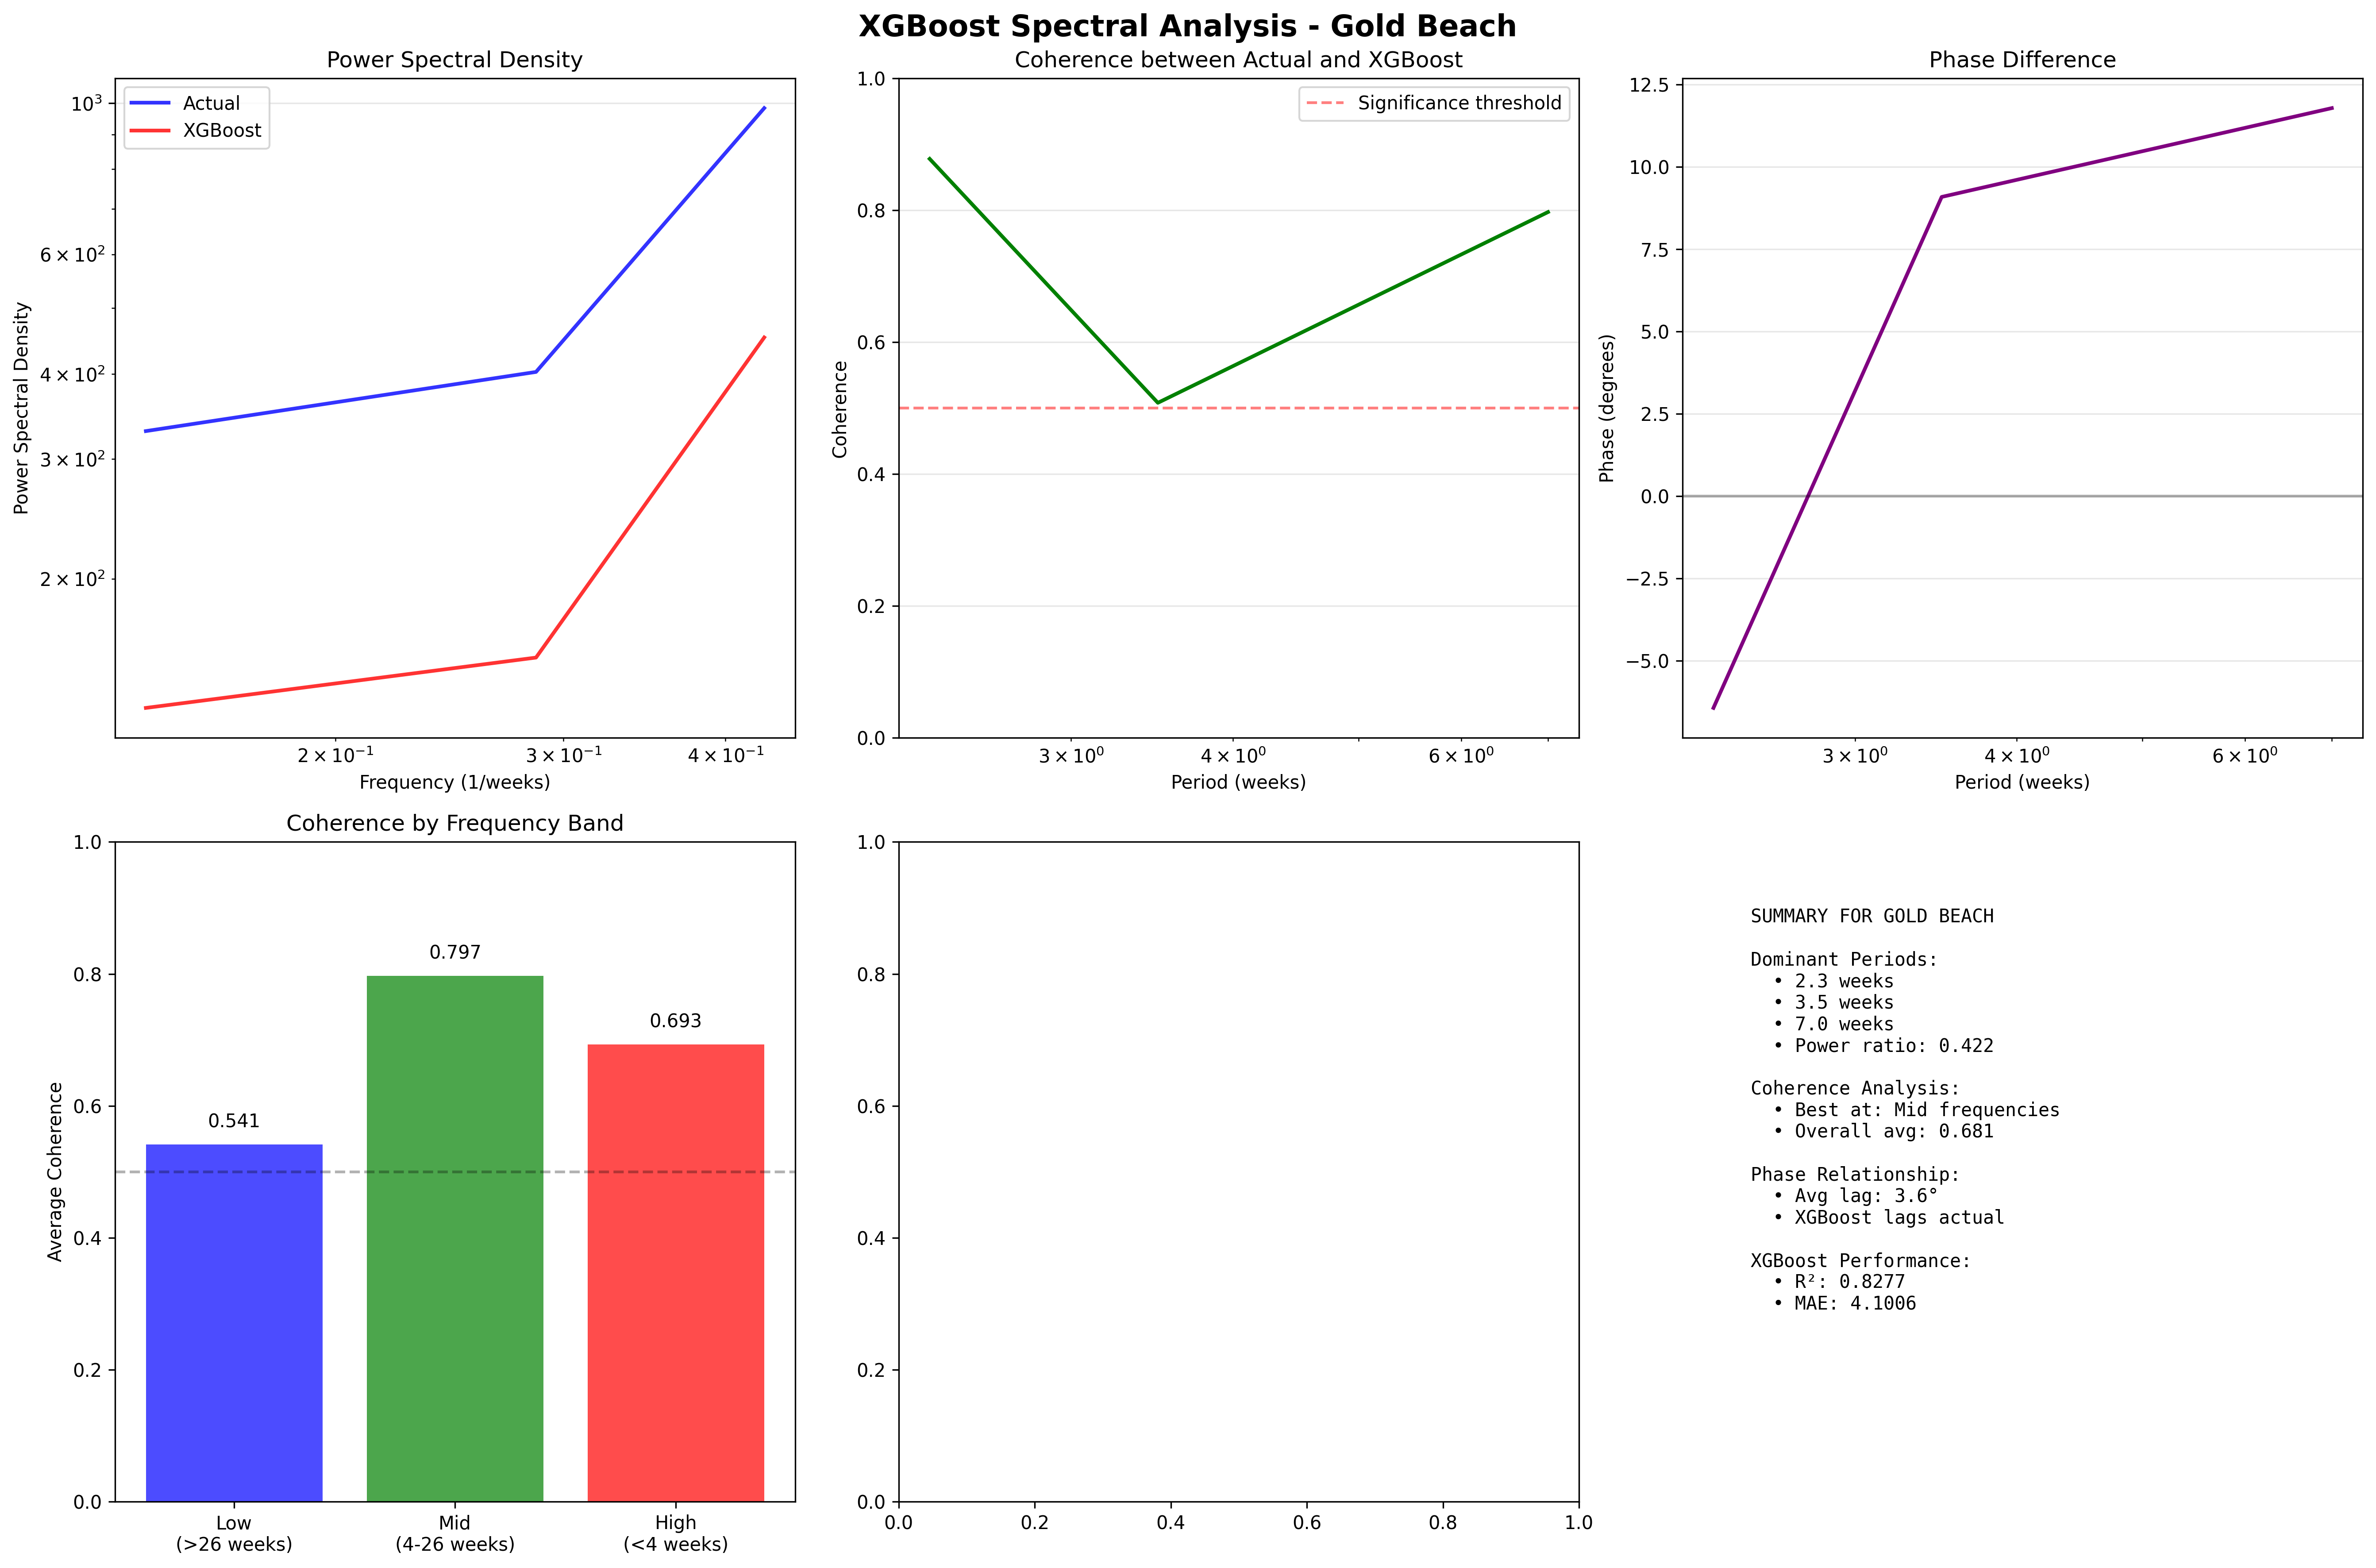 XGBoost Spectral Analysis - Gold Beach
Power Spectral Density
Actual
XGBoost
10³
6 × 10²
4 × 10²
3 × 10²
2 × 10²
Power Spectral Density
2 × 10⁻¹ 3 × 10⁻¹ 4 × 10⁻¹
Frequency (1/weeks)
Coherence between Actual and XGBoost
Significance threshold
1.0
0.8
0.6
0.4
0.2
0.0
Coherence
3 × 10⁰ 4 × 10⁰ 6 × 10⁰
Period (weeks)
Phase Difference
12.5
10.0
7.5
5.0
2.5
0.0
−2.5
−5.0
Phase (degrees)
3 × 10⁰ 4 × 10⁰ 6 × 10⁰
Period (weeks)
Coherence by Frequency Band
1.0
0.8
0.6
0.4
0.2
0.0
Average Coherence
0.541
0.797
0.693
Low Mid High
(>26 weeks) (4-26 weeks) (<4 weeks)
1.0
0.8
0.6
0.4
0.2
0.0
0.0 0.2 0.4 0.6 0.8 1.0
SUMMARY FOR GOLD BEACH
Dominant Periods:
• 2.3 weeks
• 3.5 weeks
• 7.0 weeks
• Power ratio: 0.422
Coherence Analysis:
• Best at: Mid frequencies
• Overall avg: 0.681
Phase Relationship:
• Avg lag: 3.6°
• XGBoost lags actual
XGBoost Performance:
• R²: 0.8277
• MAE: 4.1006